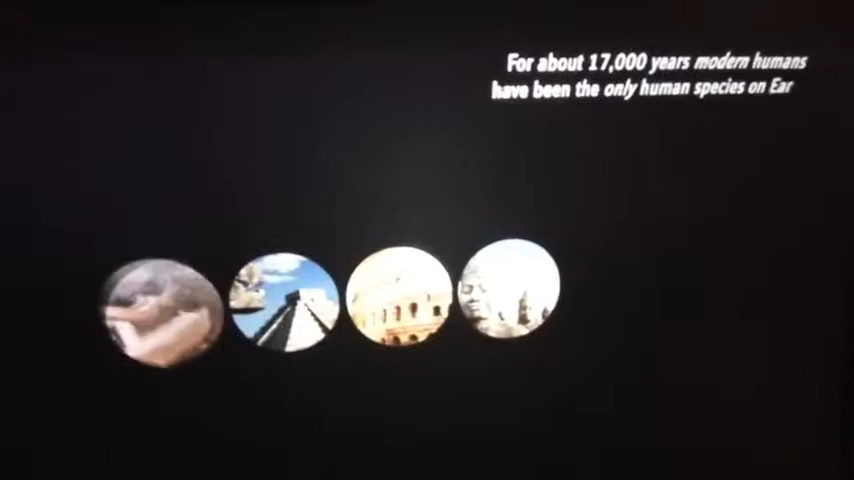 For about 17,000 years modern humans
have been the only human species on Ear